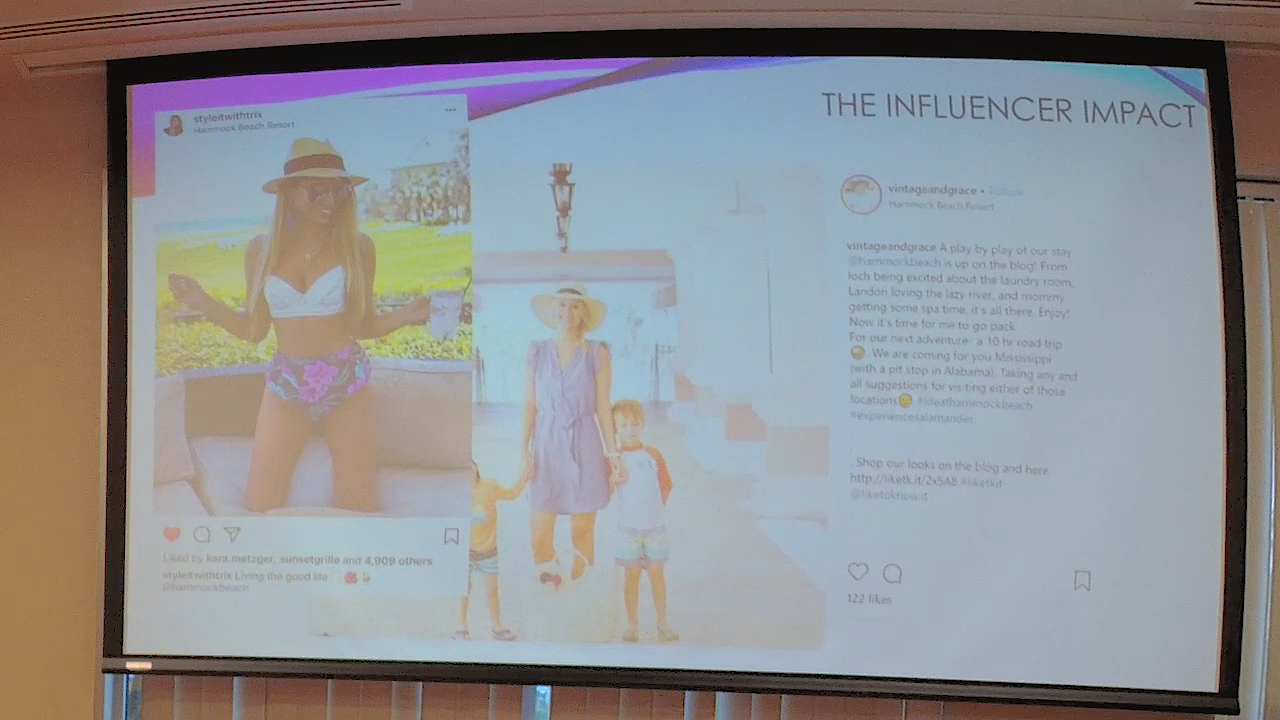 THE INFLUENCER IMPACT
styleitwithtrix
Hammock Beach Resort
Liked by kara.metzger, sunsetgrille and 4,909 others
styleitwithtrix Living the good life
@hammockbeach
vintageandgrace • Follow
Hammock Beach Resort
vintageandgrace A play by play of our stay
@hammockbeach is up on the blog! From
loch being excited about the laundry room,
Landon loving the lazy river, and mommy
getting some spa time, it's all there. Enjoy!
Now it's time for me to go pack
For our next adventure- a 10 hr road trip
😅. We are coming for you Mississippi
(with a pit stop in Alabama). Taking any and
all suggestions for visiting either of those
locations😊 #lifeathammockbeach
#experiencesalamander
. Shop our looks on the blog and here
http://liketk.it/2x5A8 #liketkit
@liketoknow.it
122 likes